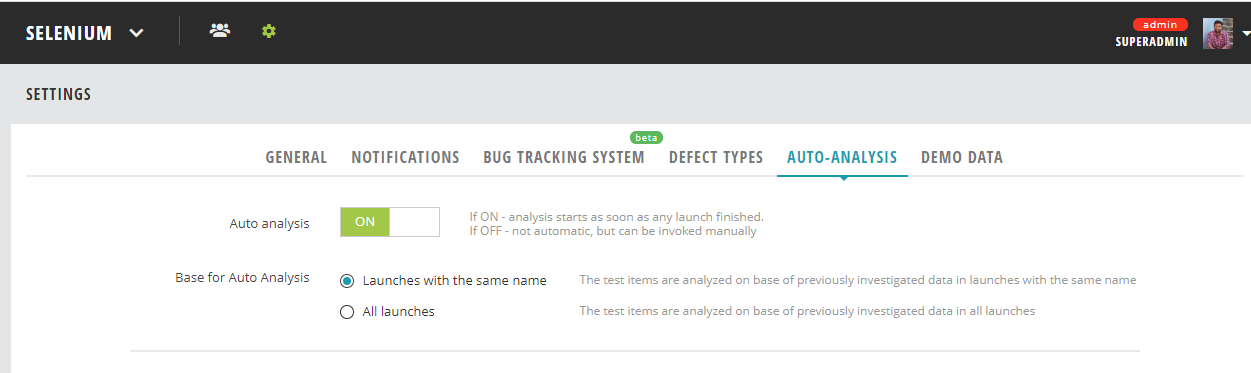 SELENIUM
admin
SUPERADMIN
SETTINGS
beta
GENERAL NOTIFICATIONS BUG TRACKING SYSTEM DEFECT TYPES AUTO-ANALYSIS DEMO DATA
Auto analysis
ON
If ON - analysis starts as soon as any launch finished.
If OFF - not automatic, but can be invoked manually
Base for Auto Analysis
Launches with the same name
The test items are analyzed on base of previously investigated data in launches with the same name
All launches
The test items are analyzed on base of previously investigated data in all launches